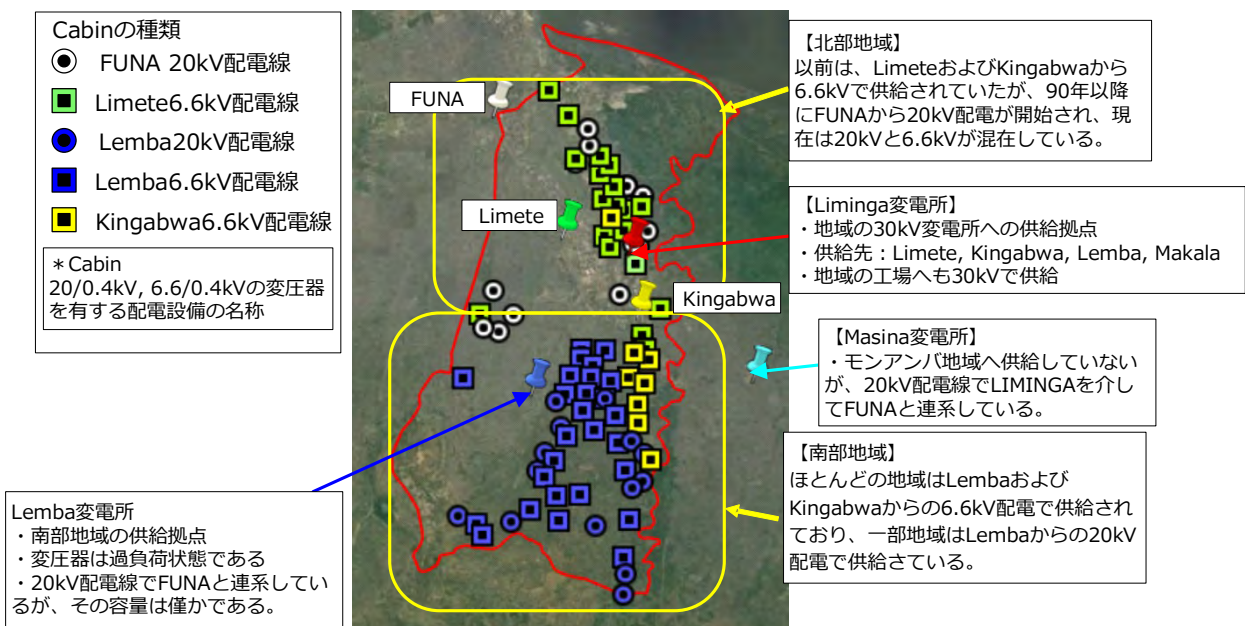 Cabinの種類
FUNA 20kV配電線
Limete6.6kV配電線
Lemba20kV配電線
Lemba6.6kV配電線
Kingabwa6.6kV配電線
＊Cabin
20/0.4kV, 6.6/0.4kVの変圧器
を有する配電設備の名称
FUNA
Limete
Kingabwa
【北部地域】
以前は、LimeteおよびKingabwaから
6.6kVで供給されていたが、90年以降
にFUNAから20kV配電が開始され、現
在は20kVと6.6kVが混在している。
【Liminga変電所】
・地域の30kV変電所への供給拠点
・供給先：Limete, Kingabwa, Lemba, Makala
・地域の工場へも30kVで供給
【Masina変電所】
・モンアンバ地域へ供給していない
が、20kV配電線でLIMINGAを介し
てFUNAと連系している。
【南部地域】
ほとんどの地域はLembaおよび
Kingabwaからの6.6kV配電で供給され
ており、一部地域はLembaからの20kV
配電で供給さている。
Lemba変電所
・南部地域の供給拠点
・変圧器は過負荷状態である
・20kV配電線でFUNAと連系してい
るが、その容量は僅かである。